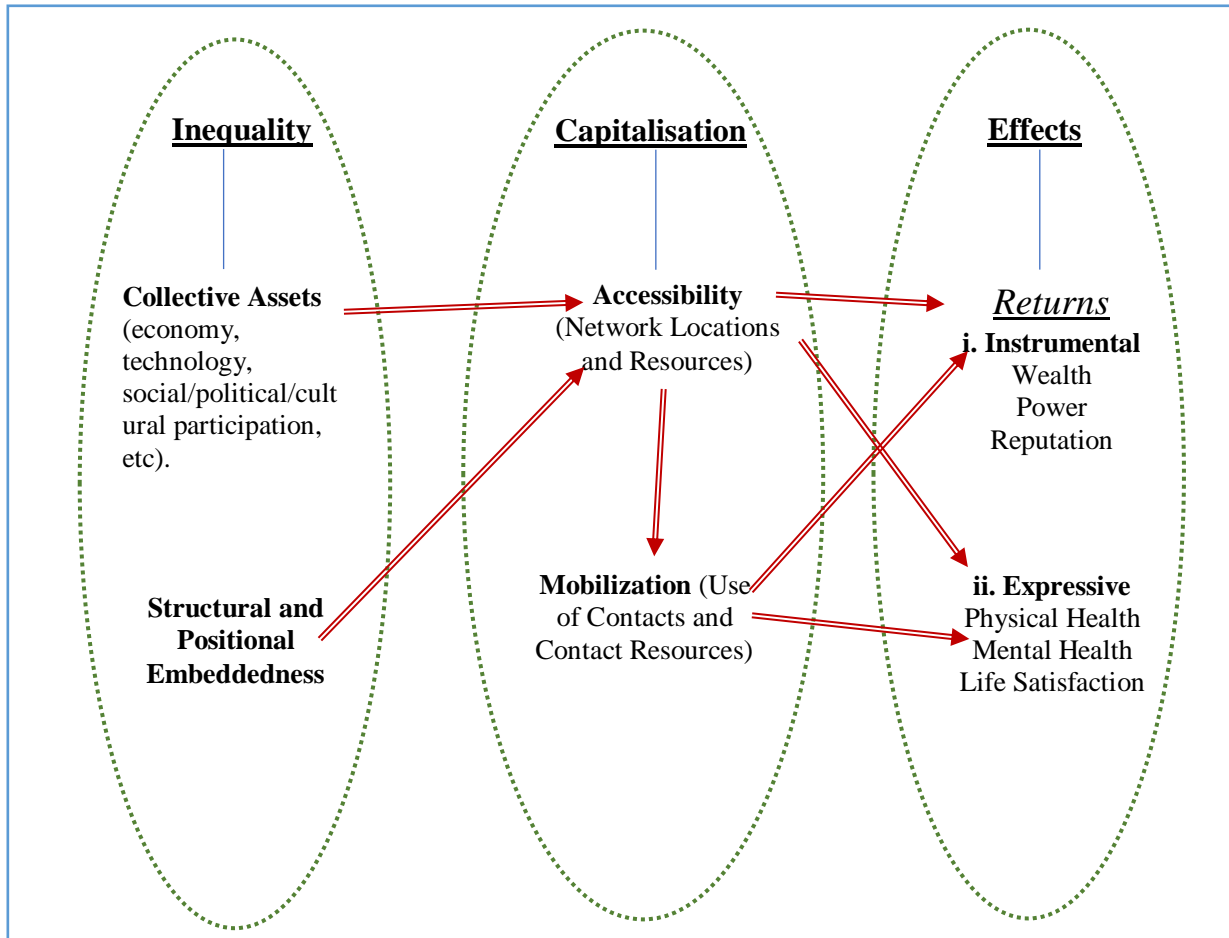 Inequality
Collective Assets
(economy,
technology,
social/political/cult
ural participation,
etc).
Structural and
Positional
Embeddedness
Capitalisation
Accessibility
(Network Locations
and Resources)
Mobilization (Use
of Contacts and
Contact Resources)
Effects
Returns
i. Instrumental
Wealth
Power
Reputation
ii. Expressive
Physical Health
Mental Health
Life Satisfaction